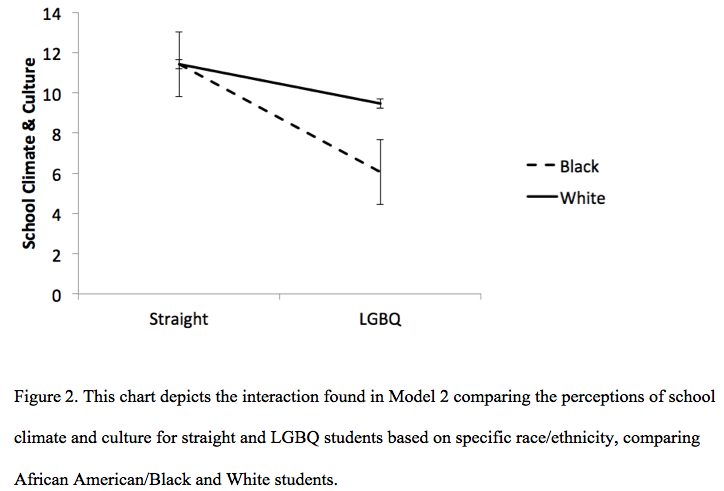 School Climate & Culture
14
12
10
8
6
4
2
0
Straight
LGBQ
Black
White
Figure 2. This chart depicts the interaction found in Model 2 comparing the perceptions of school
climate and culture for straight and LGBQ students based on specific race/ethnicity, comparing
African American/Black and White students.